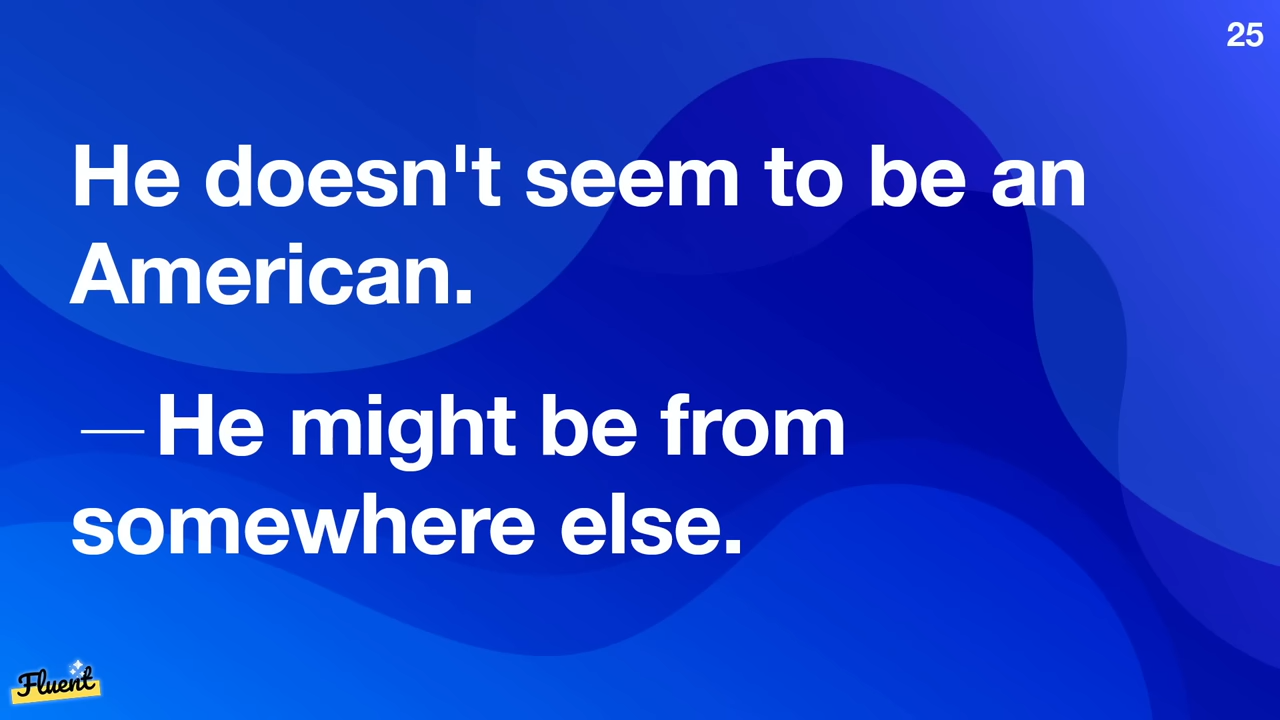 25
He doesn't seem to be an
American.
—He might be from
somewhere else.
Fluent